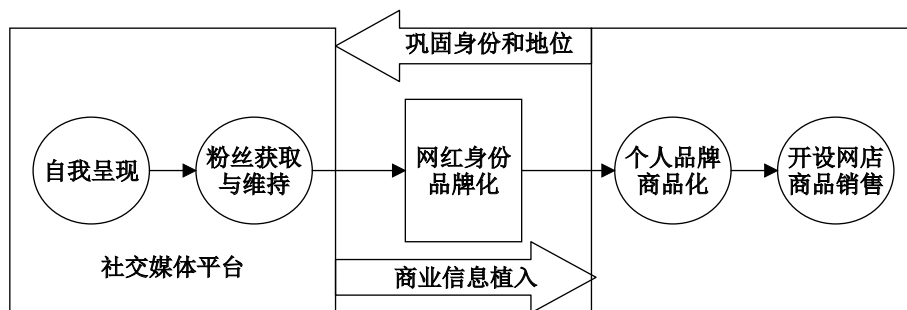 巩固身份和地位
自我呈现
粉丝获取
与维持
网红身份
品牌化
个人品牌
商品化
开设网店
商品销售
社交媒体平台
商业信息植入